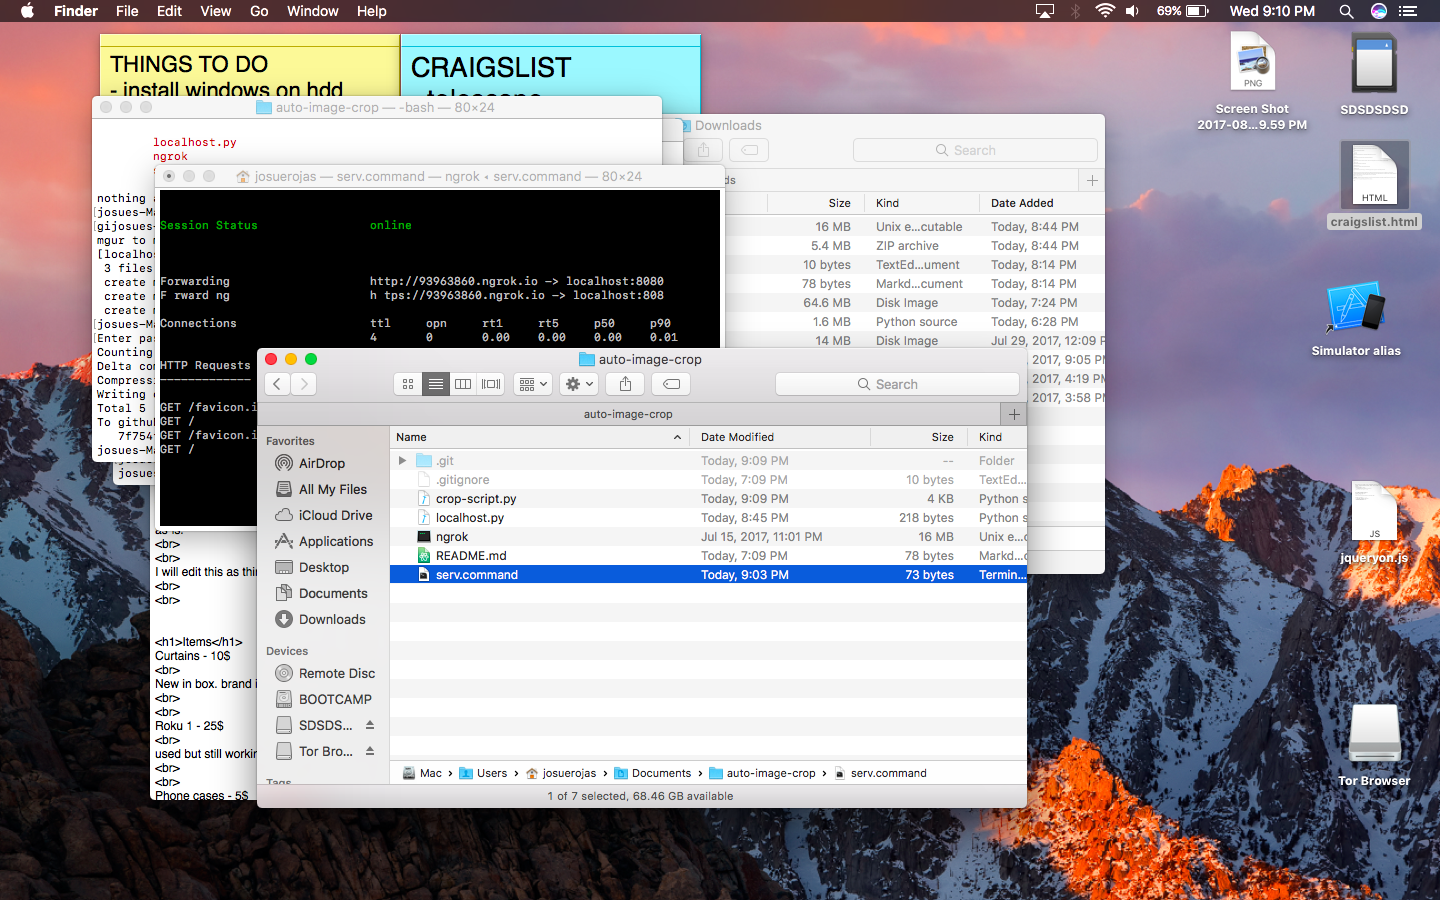 Finder File Edit View Go Window Help 69% Wed 9:10 PM
THINGS TO DO
- install windows on hdd
CRAIGSLIST
auto-image-crop — -bash — 80×24
localhost.py
ngrok
nothing a
[josues-Ma
[gijosues-
mgur to m
[localhost
3 files
create m
create m
create m
[josues-Ma
[Enter pas
Counting
Delta com
Compressi
Writing o
Total 5
To github
7f754
josues-Ma
josues-
josuerojas — serv.command — ngrok ◂ serv.command — 80×24
Session Status online
Forwarding http://93963860.ngrok.io -> localhost:8080
F rward ng h tps://93963860.ngrok.io -> localhost:808
Connections ttl opn rt1 rt5 p50 p90
4 0 0.00 0.00 0.00 0.01
HTTP Requests
-------------
GET /favicon.i
GET /
GET /favicon.i
GET /
Downloads
Search
ds
Size Kind Date Added
16 MB Unix e...cutable Today, 8:44 PM
5.4 MB ZIP archive Today, 8:44 PM
10 bytes TextEd...ument Today, 8:14 PM
78 bytes Markd...cument Today, 8:14 PM
64.6 MB Disk Image Today, 7:24 PM
1.6 MB Python source Today, 6:28 PM
14 MB Disk Image Jul 29, 2017, 12:09 P
, 2017, 9:05 PM
, 2017, 4:19 PM
, 2017, 3:58 PM
as is.
<br>
<br>
I will edit this as thin
<br>
<br>
<h1>Items</h1>
Curtains - 10$
<br>
New in box. brand
<br>
<br>
Roku 1 - 25$
<br>
used but still workin
<br>
<br>
Phone cases - 5$
auto-image-crop
Search
auto-image-crop
Favorites
AirDrop
All My Files
iCloud Drive
Applications
Desktop
Documents
Downloads
Devices
Remote Disc
BOOTCAMP
SDSDS...
Tor Bro...
Tags
Name Date Modified Size Kind
.git Today, 9:09 PM -- Folder
.gitignore Today, 7:09 PM 10 bytes TextEd...
crop-script.py Today, 9:09 PM 4 KB Python s
localhost.py Today, 8:45 PM 218 bytes Python s
ngrok Jul 15, 2017, 11:01 PM 16 MB Unix e...
README.md Today, 7:09 PM 78 bytes Markd...
serv.command Today, 9:03 PM 73 bytes Termin...
Mac › Users › josuerojas › Documents › auto-image-crop › serv.command
1 of 7 selected, 68.46 GB available
PNG
Screen Shot
2017-08...9.59 PM
SDSDSDSD
HTML
craigslist.html
Simulator alias
JS
jqueryon.js
Tor Browser